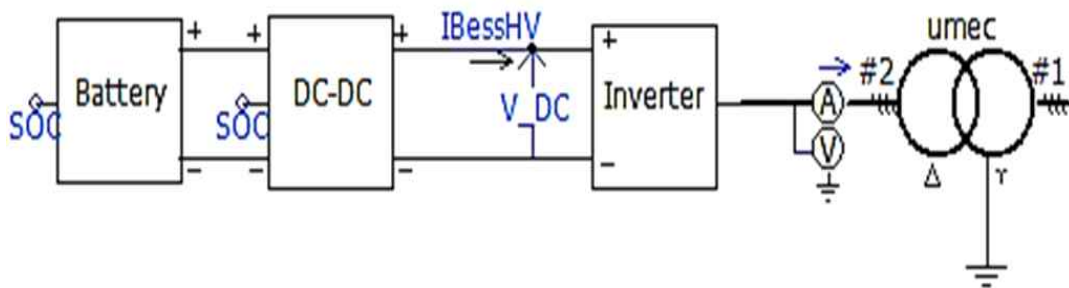 IBessHV
umec
+ + + +
Battery
DC-DC
Inverter
A
#2
#1
SOC
SOC
V_DC
V
- - - -
Δ
Y